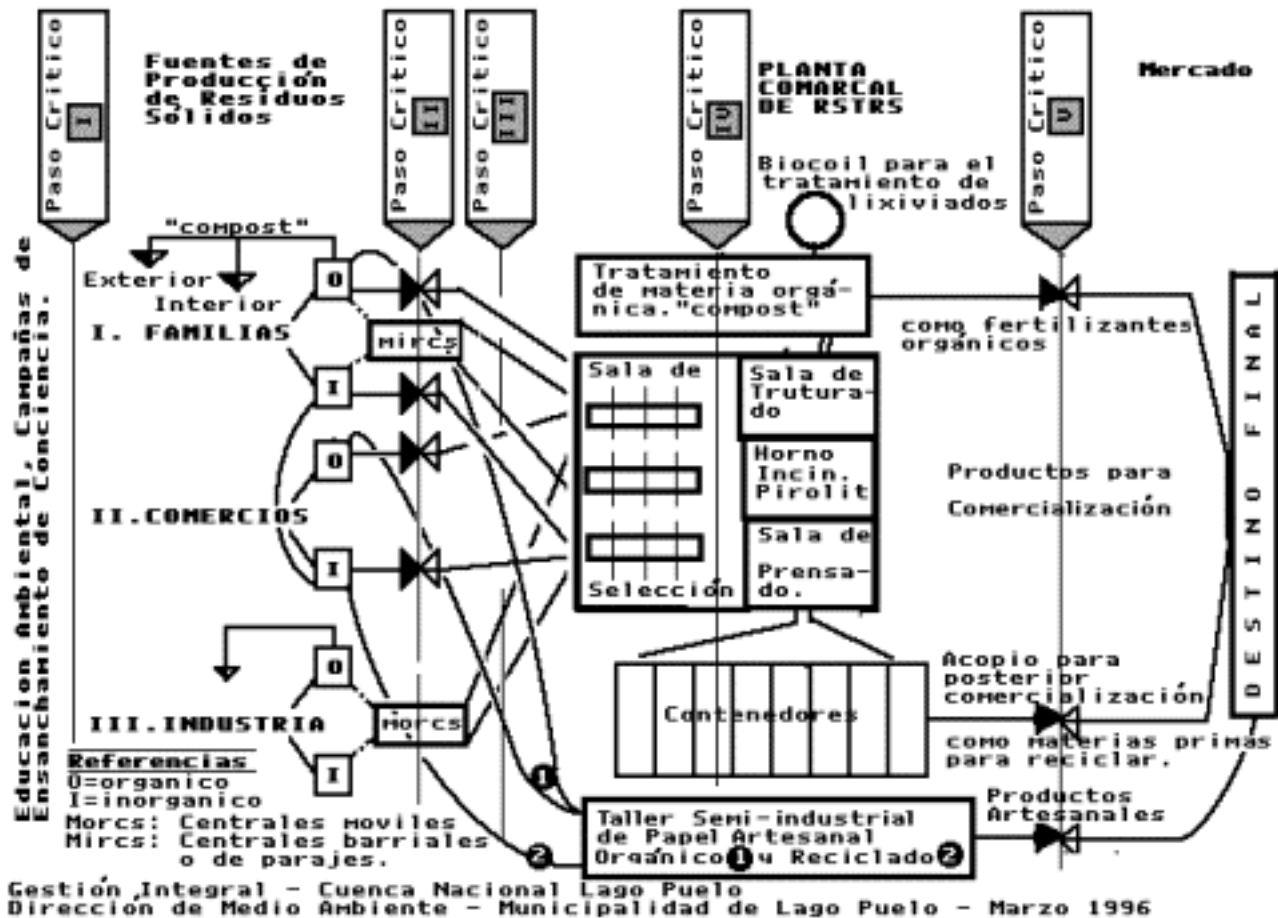 Paso Critico I
Fuentes de
Producción
de Residuos
Sólidos
Paso Critico II
Paso Critico III
Paso Critico IV
PLANTA
COMARCAL
DE RSTRS
Paso Critico V
Mercado
Biocoil para el
tratamiento de
lixiviados
Educacion Ambiental, Campañas de
Ensanchamiento de Conciencia.
"compost"
Exterior
Interior
O
I. FAMILIAS
mircs
I
O
II.COMERCIOS
I
O
III.INDUSTRIA
Morcs
I
Tratamiento
de materia orgá-
nica."compost"
como fertilizantes
orgánicos
Sala de
Selección
Sala de
Trutura-
do
Horno
Incin.
Pirolit
Sala de
Prensa-
do.
Productos para
Comercialización
DESTINO FINAL
Contenedores
Acopio para
posterior
comercialización
como materias primas
para reciclar.
Referencias
O=organico
I=inorganico
Morcs: Centrales moviles
Mircs: Centrales barriales
o de parajes.
1
2
Taller Semi-industrial
de Papel Artesanal
Orgánico 1 y Reciclado 2
Productos
Artesanales
Gestión Integral - Cuenca Nacional Lago Puelo
Dirección de Medio Ambiente - Municipalidad de Lago Puelo - Marzo 1996